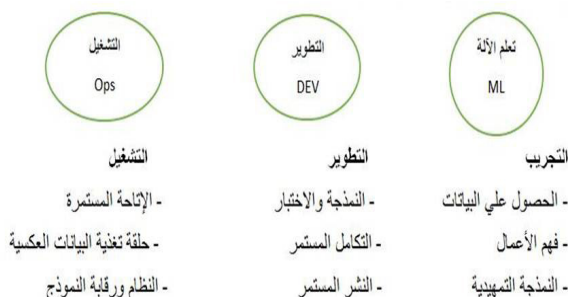 تعلم الآلة
ML
التطوير
DEV
التشغيل
Ops
التجريب
- الحصول علي البيانات
- فهم الأعمال
- النمذجة التمهيدية
التطوير
- النمذجة والاختبار
- التكامل المستمر
- النشر المستمر
التشغيل
- الإتاحة المستمرة
- حلقة تغذية البيانات العكسية
- النظام ورقابة النموذج